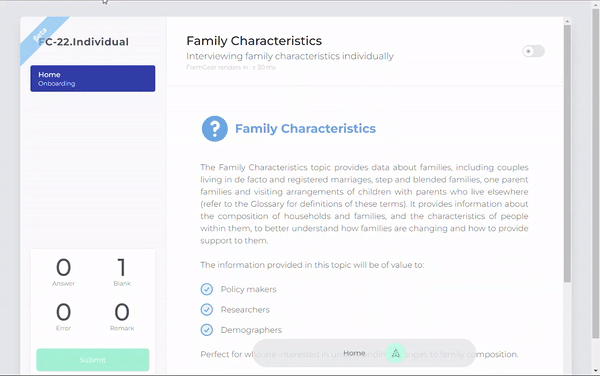 Beta
FC-22.Individual
Home
Onboarding
Family Characteristics
Interviewing family characteristics individually
FormGear renders in : ± 30 ms
Family Characteristics
The Family Characteristics topic provides data about families, including couples
living in de facto and registered marriages, step and blended families, one parent
families and visiting arrangements of children with parents who live elsewhere
(refer to the Glossary for definitions of these terms). It provides information about
the composition of households and families, and the characteristics of people
within them, to better understand how families are changing and how to provide
support to them.
The information provided in this topic will be of value to:
Policy makers
Researchers
Demographers
Perfect for who are interested in understanding changes to family composition.
Home
0
Answer
1
Blank
0
Error
0
Remark
Submit